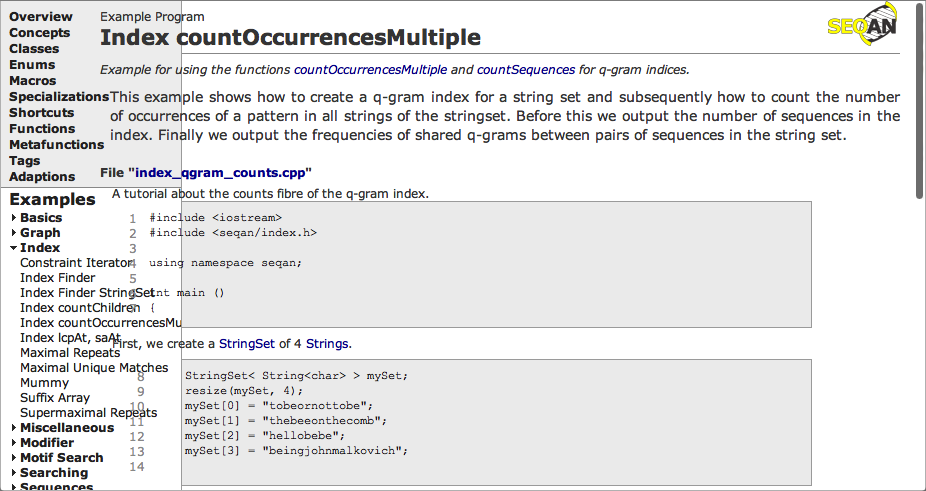 Overview
Concepts
Classes
Enums
Macros
Specializations
Shortcuts
Functions
Metafunctions
Tags
Adaptions
Examples
Basics
Graph
Index
Constraint Iterator
Index Finder
Index Finder StringSet
Index countChildren
Index countOccurrencesMu
Index lcpAt, saAt
Maximal Repeats
Maximal Unique Matches
Mummy
Suffix Array
Supermaximal Repeats
Miscellaneous
Modifier
Motif Search
Searching
Sequences
SEQAN
Example Program
Index countOccurrencesMultiple
Example for using the functions countOccurrencesMultiple and countSequences for q-gram indices.
This example shows how to create a q-gram index for a string set and subsequently how to count the number
of occurrences of a pattern in all strings of the stringset. Before this we output the number of sequences in the
index. Finally we output the frequencies of shared q-grams between pairs of sequences in the string set.
File "index_qgram_counts.cpp"
A tutorial about the counts fibre of the q-gram index.
1 #include <iostream>
2 #include <seqan/index.h>
3
4 using namespace seqan;
5
6 int main ()
7 {
First, we create a StringSet of 4 Strings.
8 StringSet< String<char> > mySet;
9 resize(mySet, 4);
10 mySet[0] = "tobeornottobe";
11 mySet[1] = "thebeeonthecomb";
12 mySet[2] = "hellobebe";
13 mySet[3] = "beingjohnmalkovich";
14